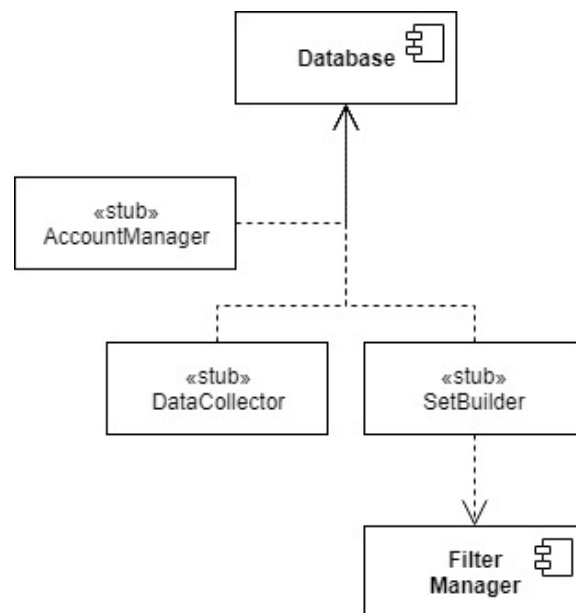 Database
«stub»
AccountManager
«stub»
DataCollector
«stub»
SetBuilder
Filter
Manager